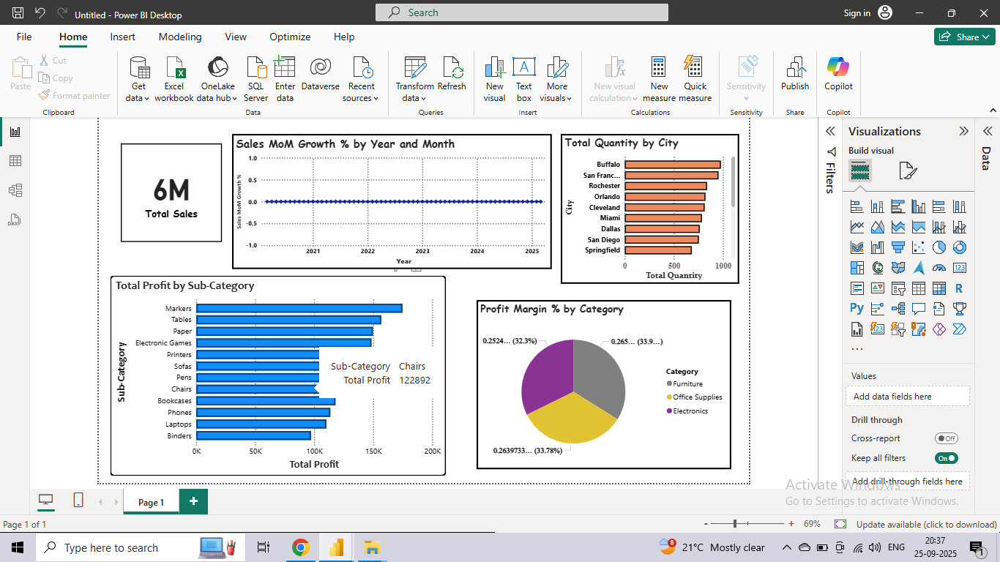 Untitled - Power BI Desktop
Search
Sign in
File Home Insert Modeling View Optimize Help
Share
Paste
Cut
Copy
Format painter
Get data
Excel workbook
OneLake data hub
SQL Server
Enter data
Dataverse
Recent sources
Transform data
Refresh
New visual
Text box
More visuals
New visual calculation
New measure
Quick measure
Sensitivity
Publish
Copilot
Clipboard
Data
Queries
Insert
Calculations
Sensitivity
Share
Copilot
6M
Total Sales
Sales MoM Growth % by Year and Month
Sales MoM Growth %
1.0
0.5
0.0
-0.5
-1.0
2021 2022 2023 2024 2025
Year
Total Quantity by City
City
Buffalo
San Franc...
Rochester
Orlando
Cleveland
Miami
Dallas
San Diego
Springfield
0 500 1000
Total Quantity
Total Profit by Sub-Category
Sub-Category
Markers
Tables
Paper
Electronic Games
Printers
Sofas
Pens
Chairs
Bookcases
Phones
Laptops
Binders
Sub-Category Chairs
Total Profit 122892
0K 50K 100K 150K 200K
Total Profit
Profit Margin % by Category
0.2524... (32.3%)
0.265... (33.9...)
0.2639733... (33.78%)
Category
Furniture
Office Supplies
Electronics
Filters
Visualizations
Build visual
Data
DAX
123
R
Py
...
Values
Add data fields here
Drill through
Cross-report
Off
Keep all filters
On
Add drill-through fields here
Activate Windows
Go to Settings to activate Windows.
Page 1
+
Page 1 of 1
- + 69%
Update available (click to download)
Type here to search
8
21°C Mostly clear
ENG
20:37
25-09-2025
1